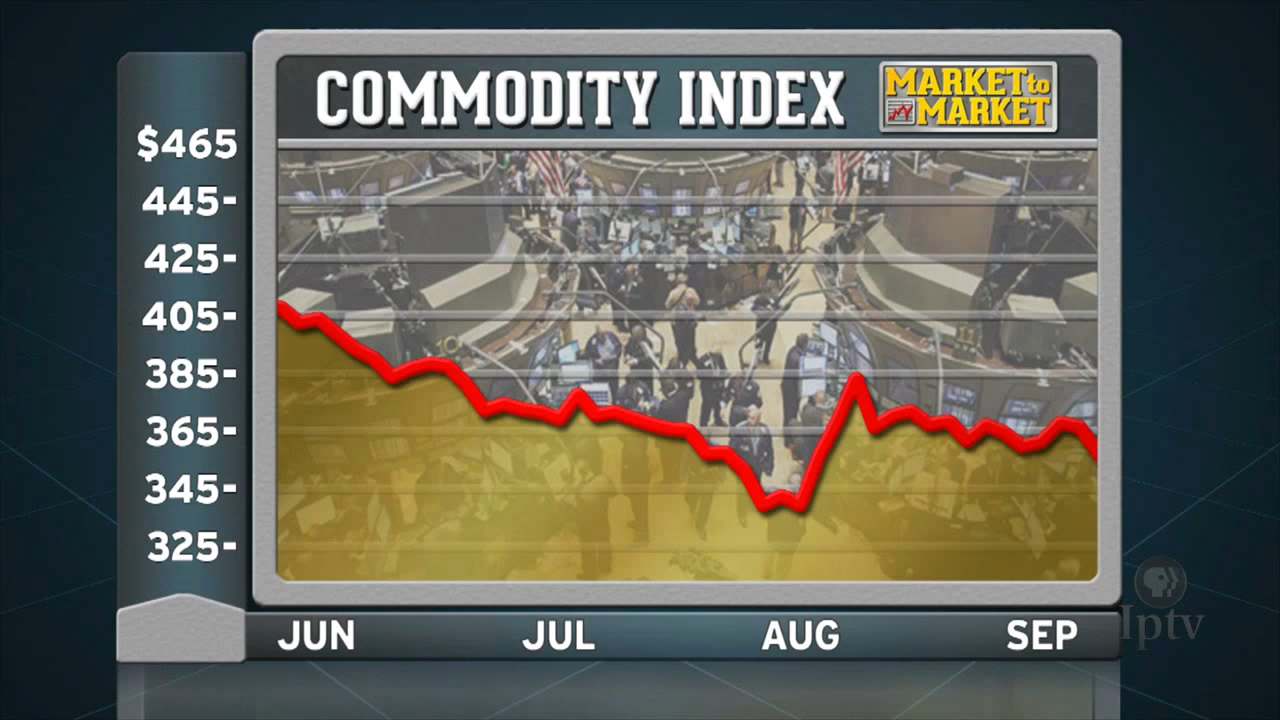 COMMODITY INDEX
MARKET to
MARKET
$465
445-
425-
405-
385-
365-
345-
325-
JUN JUL AUG SEP
Iptv